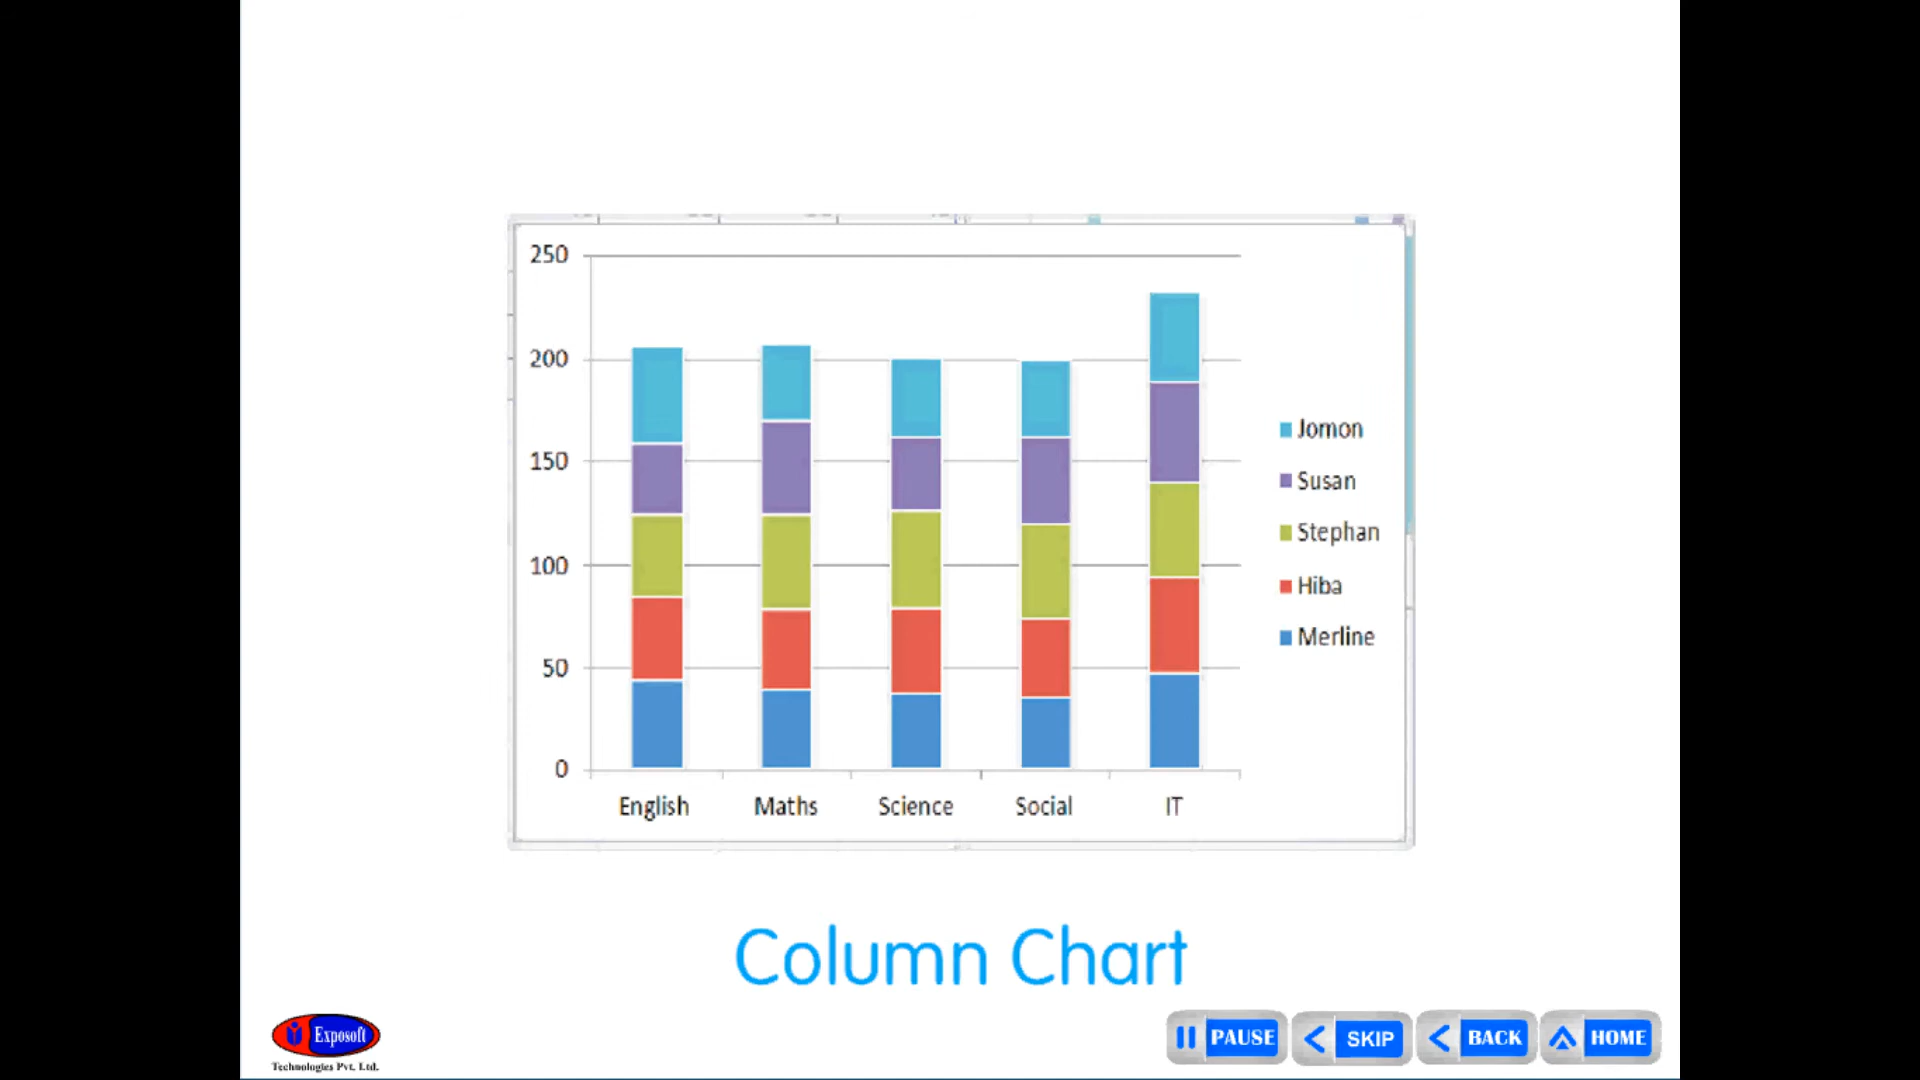 250
200
150
100
50
0
English Maths Science Social IT
Jomon
Susan
Stephan
Hiba
Merline
Column Chart
Exposoft
Technologies Pvt. Ltd.
PAUSE SKIP BACK HOME